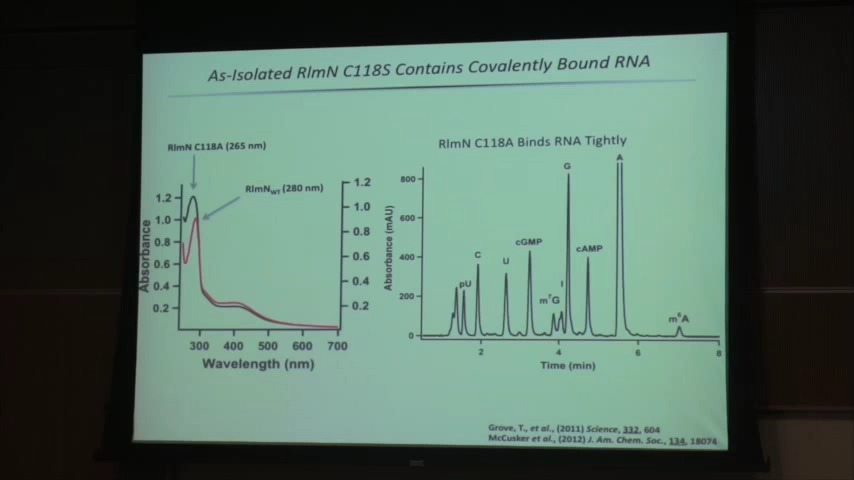 As-Isolated RlmN C118S Contains Covalently Bound RNA
RlmN C118A (265 nm)
RlmN WT (280 nm)
1.2
1.0
0.8
0.6
0.4
0.2
Absorbance
1.2
1.0
0.8
0.6
0.4
0.2
300 400 500 600 700
Wavelength (nm)
RlmN C118A Binds RNA Tightly
800
600
400
200
0
Absorbance (mAU)
pU
C
U
cGMP
m7G
I
G
cAMP
A
m6A
2 4 6 8
Time (min)
Grove, T., et al., (2011) Science, 332, 604
McCusker et al., (2012) J. Am. Chem. Soc., 134, 18074